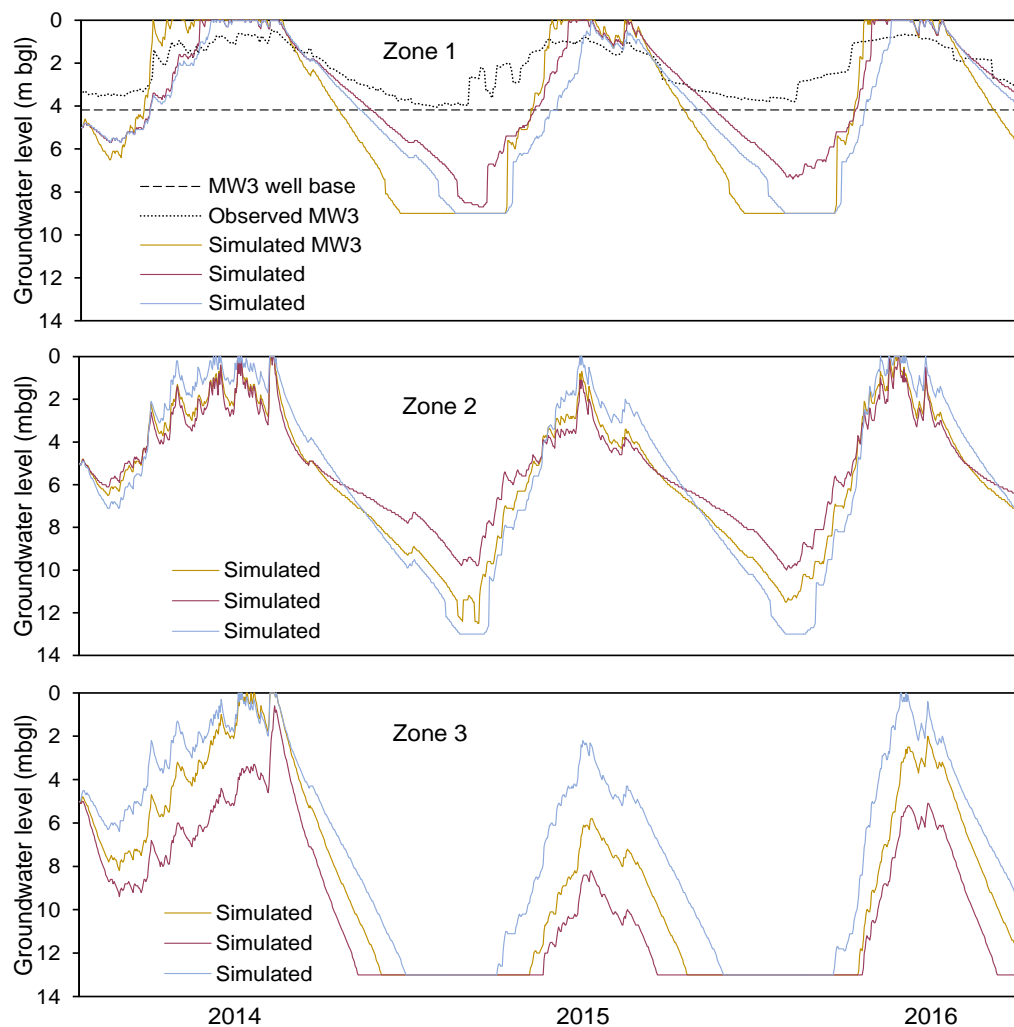 Groundwater level (m bgl)
0
2
4
6
8
10
12
14
Zone 1
MW3 well base
Observed MW3
Simulated MW3
Simulated
Simulated
Groundwater level (mbgl)
0
2
4
6
8
10
12
14
Zone 2
Simulated
Simulated
Simulated
Groundwater level (mbgl)
0
2
4
6
8
10
12
14
Zone 3
Simulated
Simulated
Simulated
2014 2015 2016